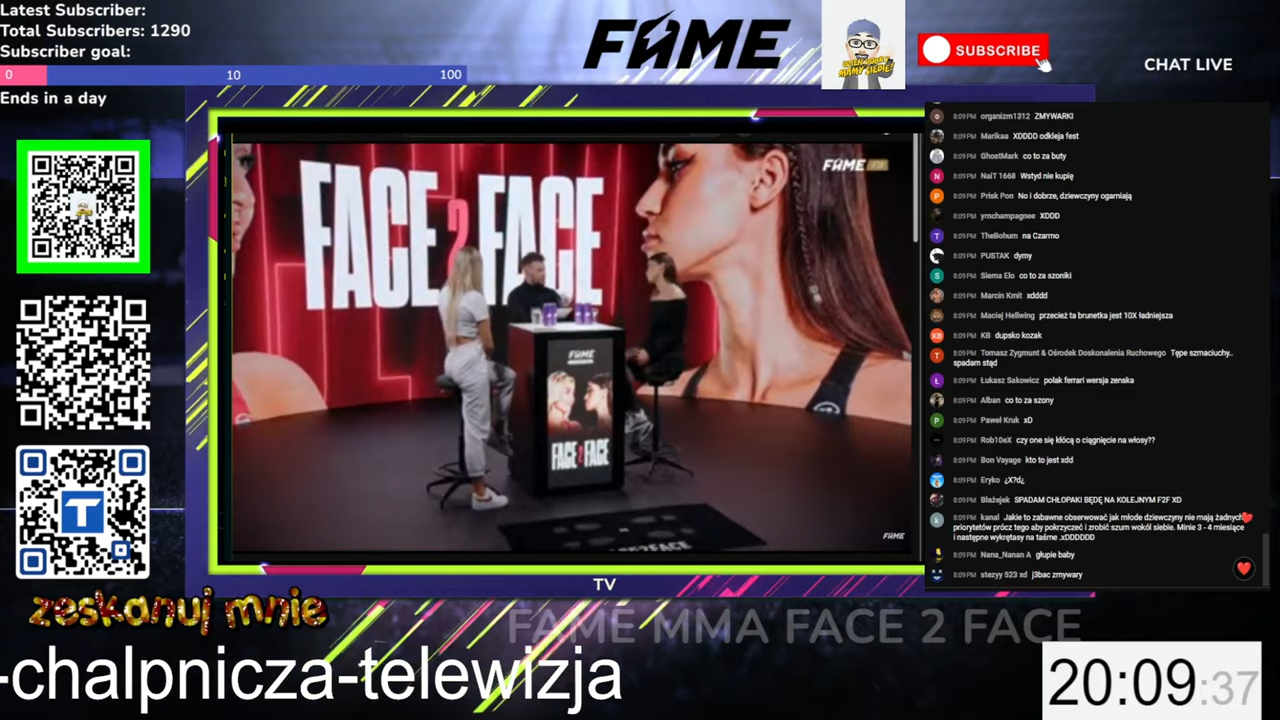 Latest Subscriber:
Total Subscribers: 1290
Subscriber goal:
0 10 100
Ends in a day
FAME
DZIEŃ DOBRY
MAMY CIEBIE!
SUBSCRIBE
CHAT LIVE
FAME
FACE 2 FACE
FAME
FACE 2 FACE
FACE2FACE
FAME
8:09 PM organizm1312 ZMYWARKI
8:09 PM Marikaa XDDDD odkleja fest
8:09 PM GhostMark co to za buty
8:09 PM NaiT 1668 Wstyd nie kupię
8:09 PM Prisk Pon No i dobrze, dziewczyny ogarniają
8:09 PM ymchampagnee XDDD
8:09 PM TheBohum na Czarmo
8:09 PM PUSTAK dymy
8:09 PM Siema Elo co to za szoniki
8:09 PM Marcin Kmit xdddd
8:09 PM Maciej Hellwing przecież ta brunetka jest 10X ładniejsza
8:09 PM KB dupsko kozak
8:09 PM Tomasz Zygmunt & Ośrodek Doskonalenia Ruchowego Tępe szmaciuchy..
spadam stąd
8:09 PM Łukasz Sakowicz polak ferrari wersja zenska
8:09 PM Alban co to za szony
8:09 PM Paweł Kruk xD
8:09 PM Rob10eX czy one się kłócą o ciągnięcie na włosy??
8:09 PM Bon Vayage kto to jest xdd
8:09 PM Eryko ¿X?d¿
8:09 PM Błażejek SPADAM CHŁOPAKI BĘDĘ NA KOLEJNYM F2F XD
8:09 PM kanał Jakie to zabawne obserwować jak młode dziewczyny nie mają żadnych
priorytetów prócz tego aby pokrzyczeć i zrobić szum wokól siebie. Minie 3 - 4 miesiące
i następne wykrętasy na taśme .xDDDDDD
8:09 PM Nana_Nanan A głupie baby
8:09 PM stezyy 523 xd j3bac zmywary
T
TV
zeskanuj mnie
FAME MMA FACE 2 FACE
-chalpnicza-telewizja
20:09:37